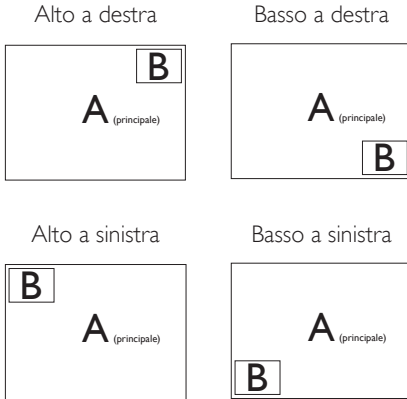 Alto a destra
B
A (principale)
Basso a destra
A (principale)
B
Alto a sinistra
B
A (principale)
Basso a sinistra
A (principale)
B